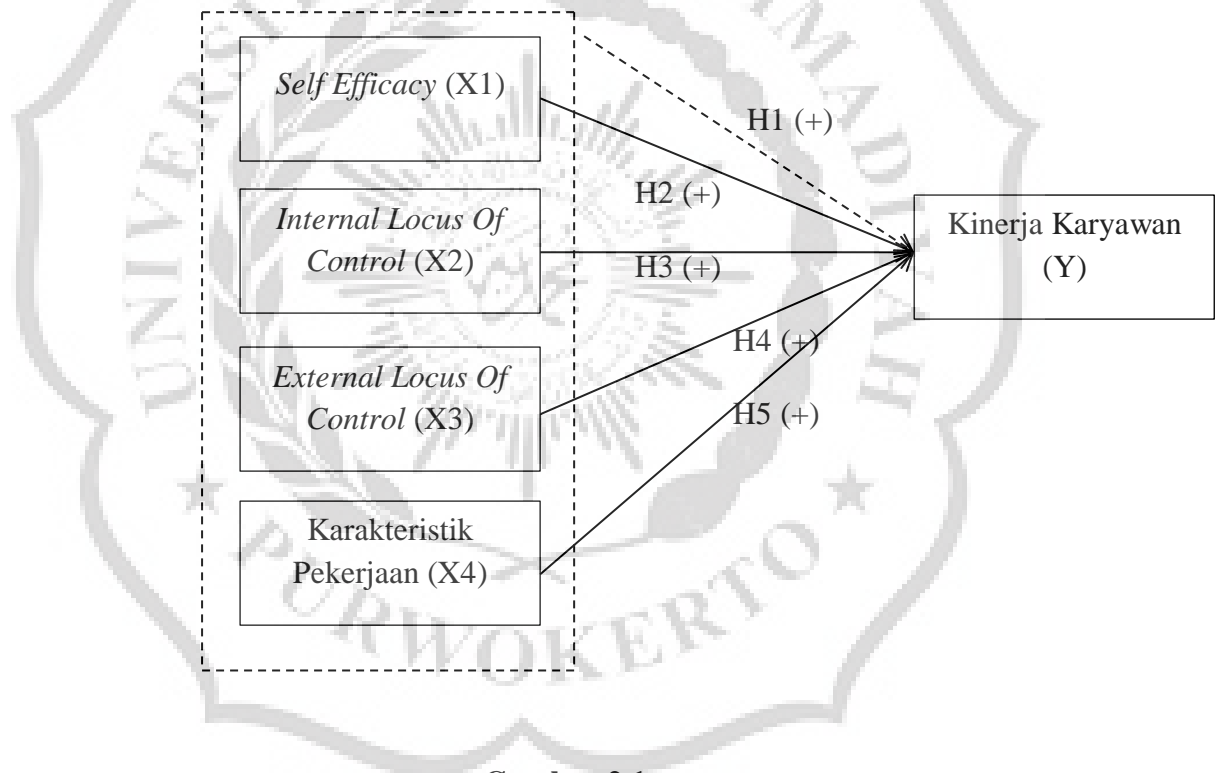 Self Efficacy (X1)
H1 (+)
H2 (+)
Internal Locus Of
Control (X2)
Kinerja Karyawan
(Y)
H3 (+)
H4 (+)
External Locus Of
Control (X3)
H5 (+)
Karakteristik
Pekerjaan (X4)
PURWOKERTO